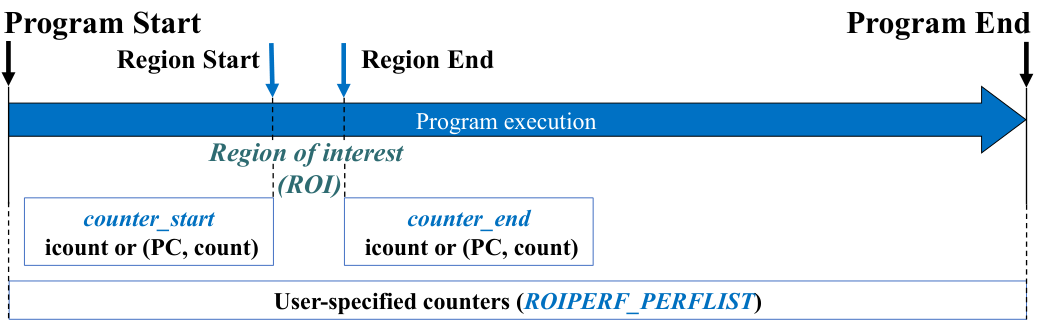 Program Start
Program End
Region Start
Region End
Program execution
Region of interest
(ROI)
counter_start
icount or (PC, count)
counter_end
icount or (PC, count)
User-specified counters (ROIPERF_PERFLIST)